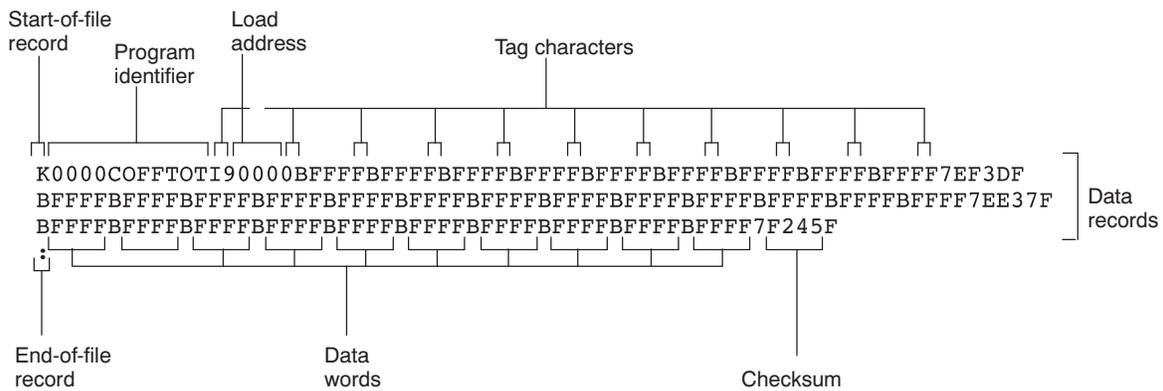 Start-of-file
record
Program
identifier
Load
address
Tag characters
K0000COFFTOTI90000BFFFFBFFFFBFFFFBFFFFBFFFFBFFFFBFFFFBFFFFBFFFF7EF3DF
BFFFFBFFFFBFFFFBFFFFBFFFFBFFFFBFFFFBFFFFBFFFFBFFFFBFFFFBFFFFBFFFF7EE37F
BFFFFBFFFFBFFFFBFFFFBFFFFBFFFFBFFFFBFFFFBFFFFBFFFF7F245F
:
Data
records
End-of-file
record
Data
words
Checksum